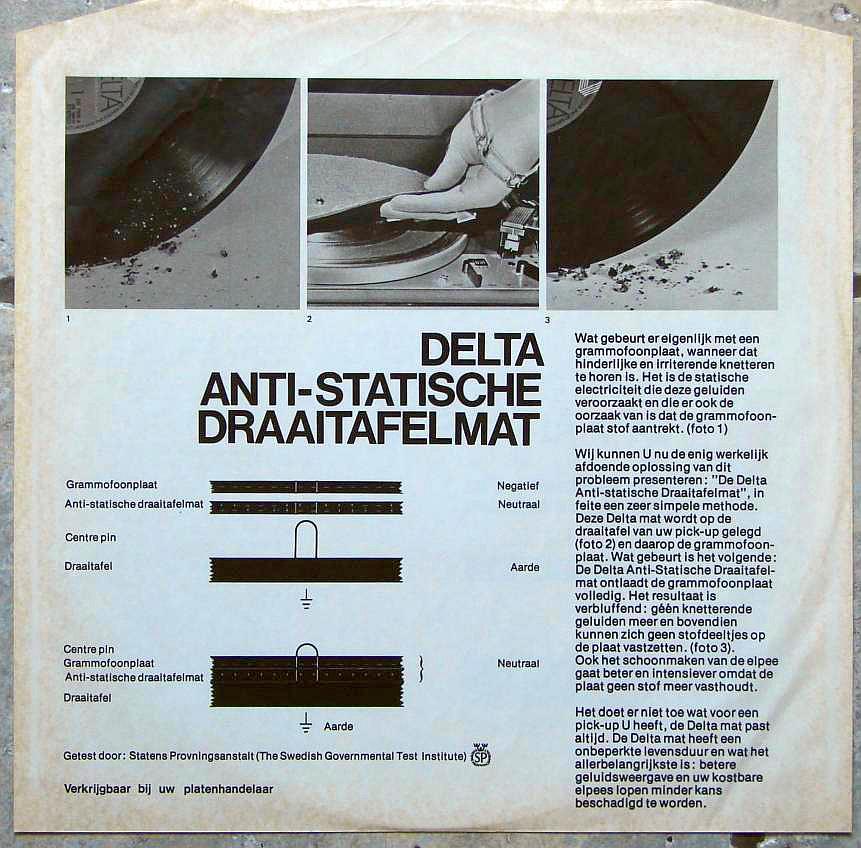 DELTA
1
DELTA
1
2
3
DELTA
ANTI-STATISCHE
DRAAITAFELMAT
Grammofoonplaat Negatief
Anti-statische draaitafelmat Neutraal
Centre pin
Draaitafel Aarde
Centre pin
Grammofoonplaat
Anti-statische draaitafelmat Neutraal
Draaitafel
Aarde
Getest door: Statens Provningsanstalt (The Swedish Governmental Test Institute) SP
Verkrijgbaar bij uw platenhandelaar
Wat gebeurt er eigenlijk met een
grammofoonplaat, wanneer dat
hinderlijke en irriterende knetteren
te horen is. Het is de statische
electriciteit die deze geluiden
veroorzaakt en die er ook de
oorzaak van is dat de grammofoon-
plaat stof aantrekt. (foto 1)
Wij kunnen U nu de enig werkelijk
afdoende oplossing van dit
probleem presenteren: "De Delta
Anti-statische Draaitafelmat", in
feite een zeer simpele methode.
Deze Delta mat wordt op de
draaitafel van uw pick-up gelegd
(foto 2) en daarop de grammofoon-
plaat. Wat gebeurt is het volgende:
De Delta Anti-Statische Draaitafel-
mat ontlaadt de grammofoonplaat
volledig. Het resultaat is
verbluffend: géén knetterende
geluiden meer en bovendien
kunnen zich geen stofdeeltjes op
de plaat vastzetten. (foto 3).
Ook het schoonmaken van de elpee
gaat beter en intensiever omdat de
plaat geen stof meer vasthoudt.
Het doet er niet toe wat voor een
pick-up U heeft, de Delta mat past
altijd. De Delta mat heeft een
onbeperkte levensduur en wat het
allerbelangrijkste is: betere
geluidsweergave en uw kostbare
elpees lopen minder kans
beschadigd te worden.